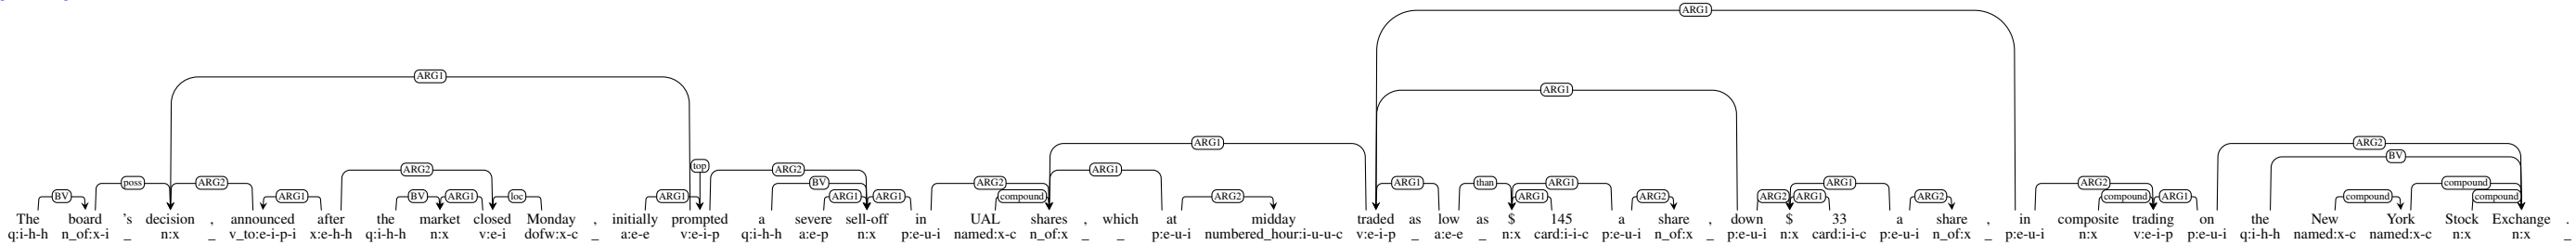 ARG1
ARG1
ARG1
ARG1
ARG2
top
BV
ARG2
ARG2
ARG1
BV
poss
ARG2
BV
ARG2
ARG1
than
ARG1
ARG1
ARG2
compound
BV
ARG1
BV
ARG1
loc
ARG1
ARG1
ARG1
compound
ARG2
ARG1
ARG2
ARG2
ARG1
ARG2
compound
ARG1
compound
compound
The board 's decision , announced after the market closed Monday , initially prompted a severe sell-off in UAL shares , which at midday traded as low as $ 145 a share , down $ 33 a share , in composite trading on the New York Stock Exchange .
q:i-h-h n_of:x-i _ n:x _ v_to:e-i-p-i x:e-h-h q:i-h-h n:x v:e-i dofw:x-c _ a:e-e v:e-i-p q:i-h-h a:e-p n:x p:e-u-i named:x-c n_of:x _ _ p:e-u-i numbered_hour:i-u-u-c v:e-i-p _ a:e-e _ n:x card:i-i-c p:e-u-i n_of:x _ p:e-u-i n:x card:i-i-c p:e-u-i n_of:x _ p:e-u-i n:x v:e-i-p p:e-u-i q:i-h-h named:x-c named:x-c n:x n:x _